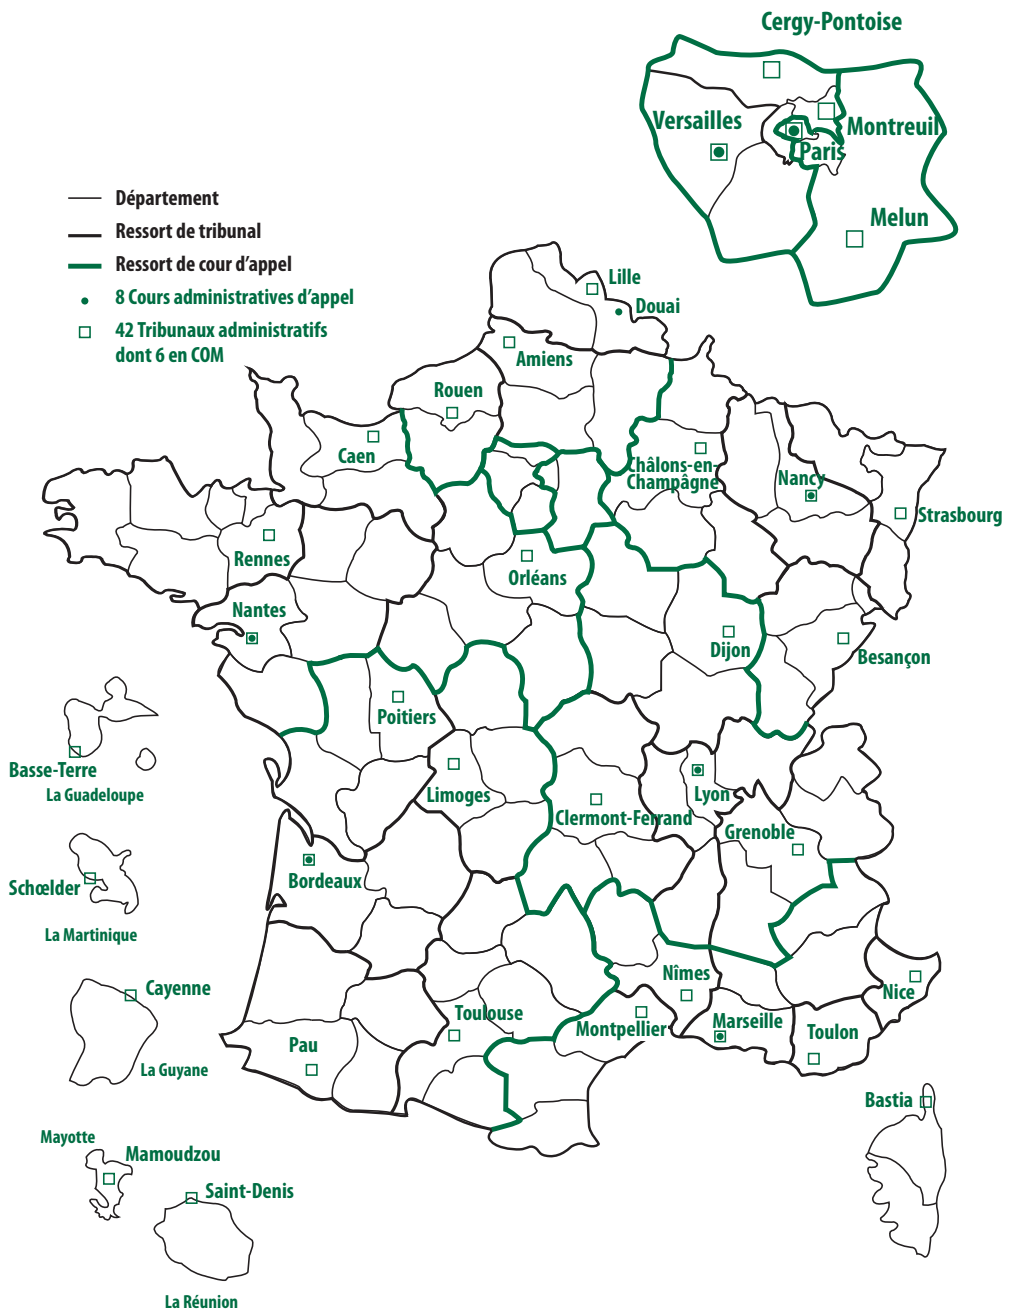 Cergy-Pontoise
Versailles
Montreuil
Paris
Melun
Département
Ressort de tribunal
Ressort de cour d'appel
8 Cours administratives d'appel
42 Tribunaux administratifs
dont 6 en COM
Lille
Douai
Amiens
Rouen
Caen
Châlons-en-
Champâgne
Nancy
Strasbourg
Rennes
Orléans
Nantes
Dijon
Besançon
Poitiers
Basse-Terre
La Guadeloupe
Limoges
Lyon
Clermont-Ferrand
Grenoble
Bordeaux
Schœlder
La Martinique
Nîmes
Nice
Cayenne
Toulouse
Montpellier
Marseille
Toulon
Pau
La Guyane
Bastia
Mayotte
Mamoudzou
Saint-Denis
La Réunion